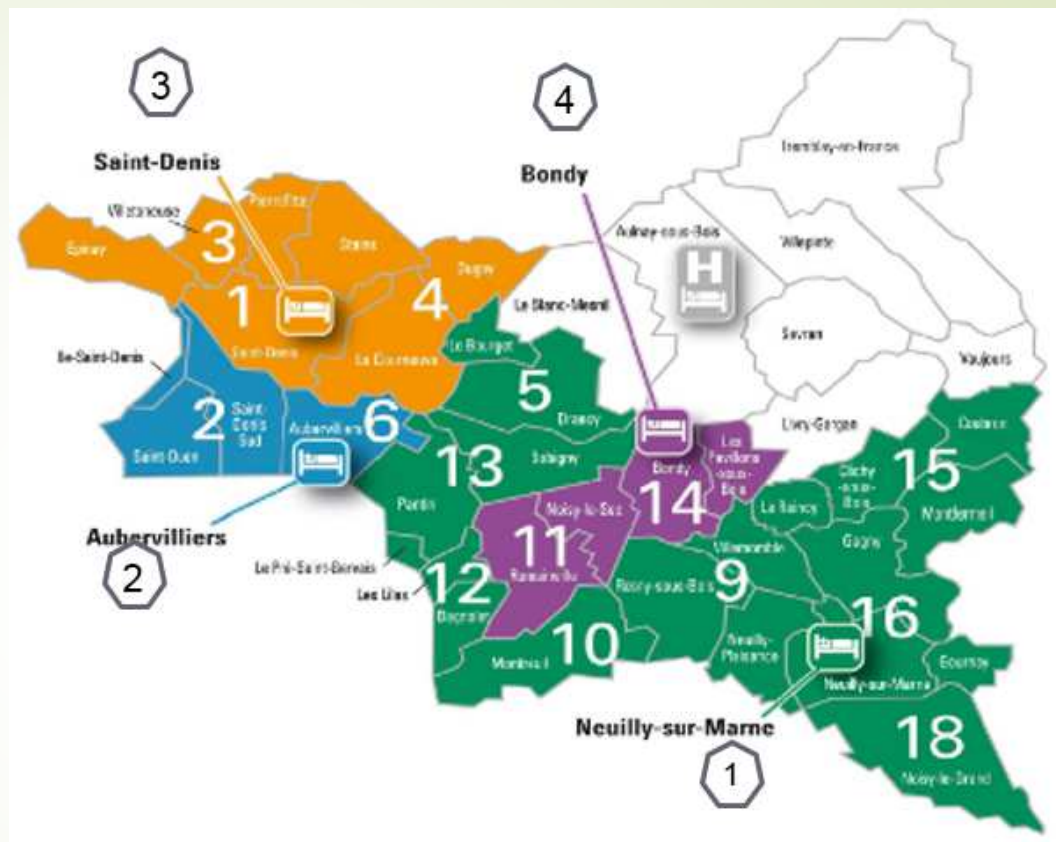 3
4
Saint-Denis
Bondy
Tremblay-en-France
Villetaneuse
Pierrefitte
Epinay
3
Stains
Aulnay-sous-Bois
Villepinte
H
Dugny
1
4
Le Blanc-Mesnil
Sevran
Vaujours
Ile-Saint-Denis
Saint-Denis
La Courneuve
Le Bourget
5
Drancy
Livry-Gargan
Coubron
2
Saint-
Denis
Sud
Aubervilliers
6
Saint-Ouen
Bobigny
13
Bondy
Les
Pavillons
-sous-
Bois
Clichy
-sous-
Bois
15
Pantin
Noisy-le-Sec
14
Le Raincy
Montfermeil
Aubervilliers
2
11
Villemomble
Gagny
Le Pré-Saint-Gervais
Les Lilas
12
Romainville
Rosny-sous-Bois
9
Bagnolet
16
Montreuil
10
Neuilly-
Plaisance
Gournay
Neuilly-sur-Marne
Neuilly-sur-Marne
1
18
Noisy-le-Grand